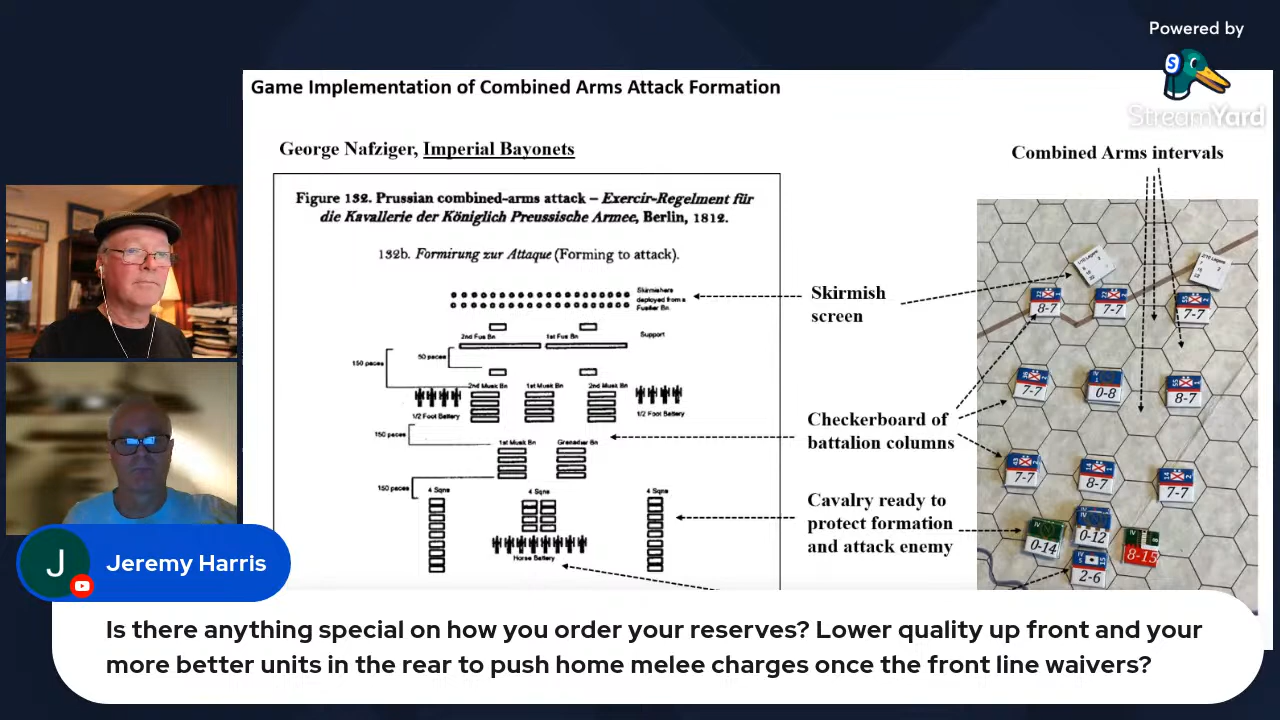 Powered by
S
StreamYard
Game Implementation of Combined Arms Attack Formation
George Nafziger, Imperial Bayonets
Combined Arms intervals
Figure 132. Prussian combined-arms attack – Exercir-Regelment für
die Kavallerie der Königlich Preussische Armee, Berlin, 1812.
132b. Formirung zur Attaque (Forming to attack).
Skirmishers
deployed from a
Fusilier Bn
Skirmish
screen
2nd Fus Bn
1st Fus Bn
Support
150 paces
50 paces
2nd Musk Bn
1st Musk Bn
2nd Musk Bn
1/2 Foot Battery
1/2 Foot Battery
Checkerboard of
battalion columns
150 paces
1st Musk Bn
Grenadier Bn
150 paces
4 Sqns
4 Sqns
4 Sqns
Horse Battery
Cavalry ready to
protect formation
and attack enemy
8-7
7-7
7-7
7-7
0-8
8-7
7-7
8-7
7-7
0-14
0-12
8-15
2-6
J
Jeremy Harris
Is there anything special on how you order your reserves? Lower quality up front and your
more better units in the rear to push home melee charges once the front line waivers?